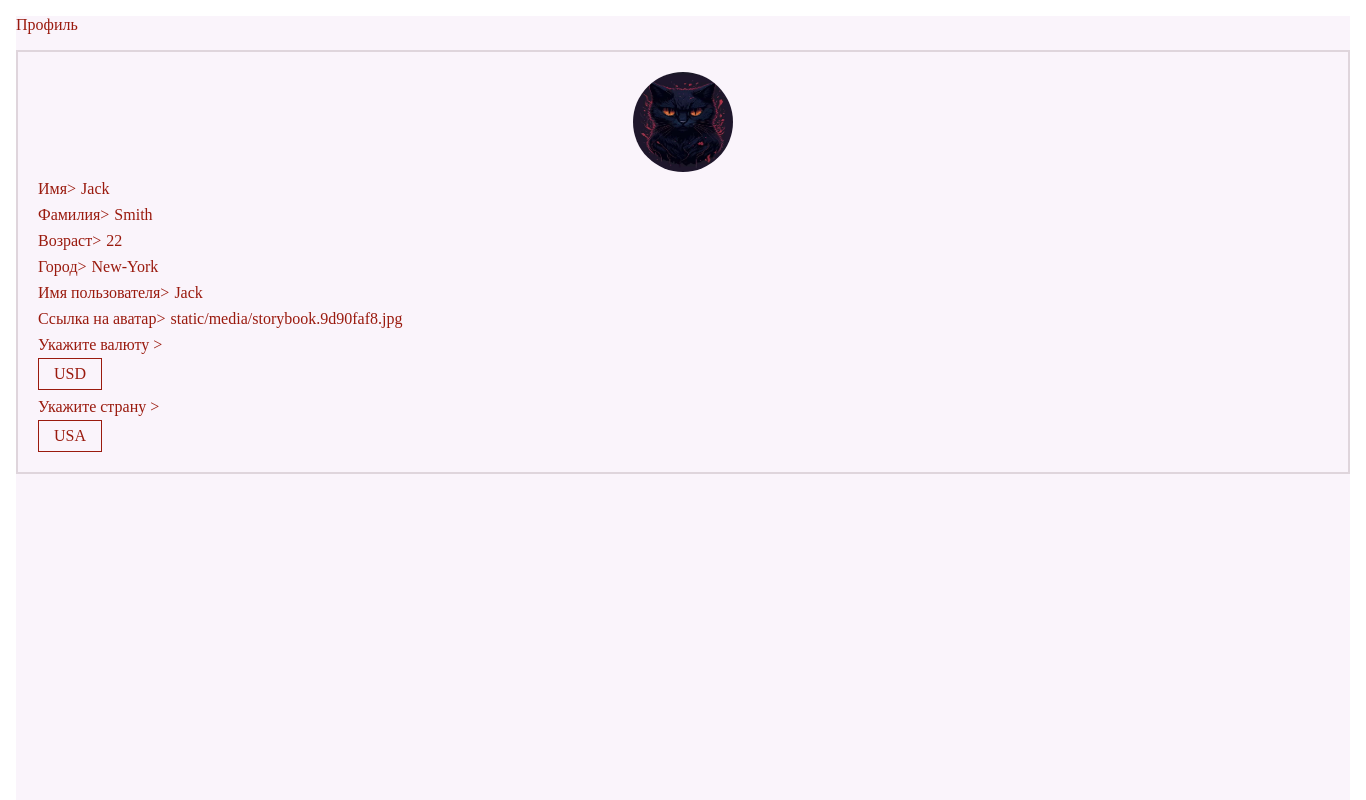 Профиль
Имя> Jack
Фамилия> Smith
Возраст> 22
Город> New-York
Имя пользователя> Jack
Ссылка на аватар> static/media/storybook.9d90faf8.jpg
Укажите валюту >
USD
Укажите страну >
USA